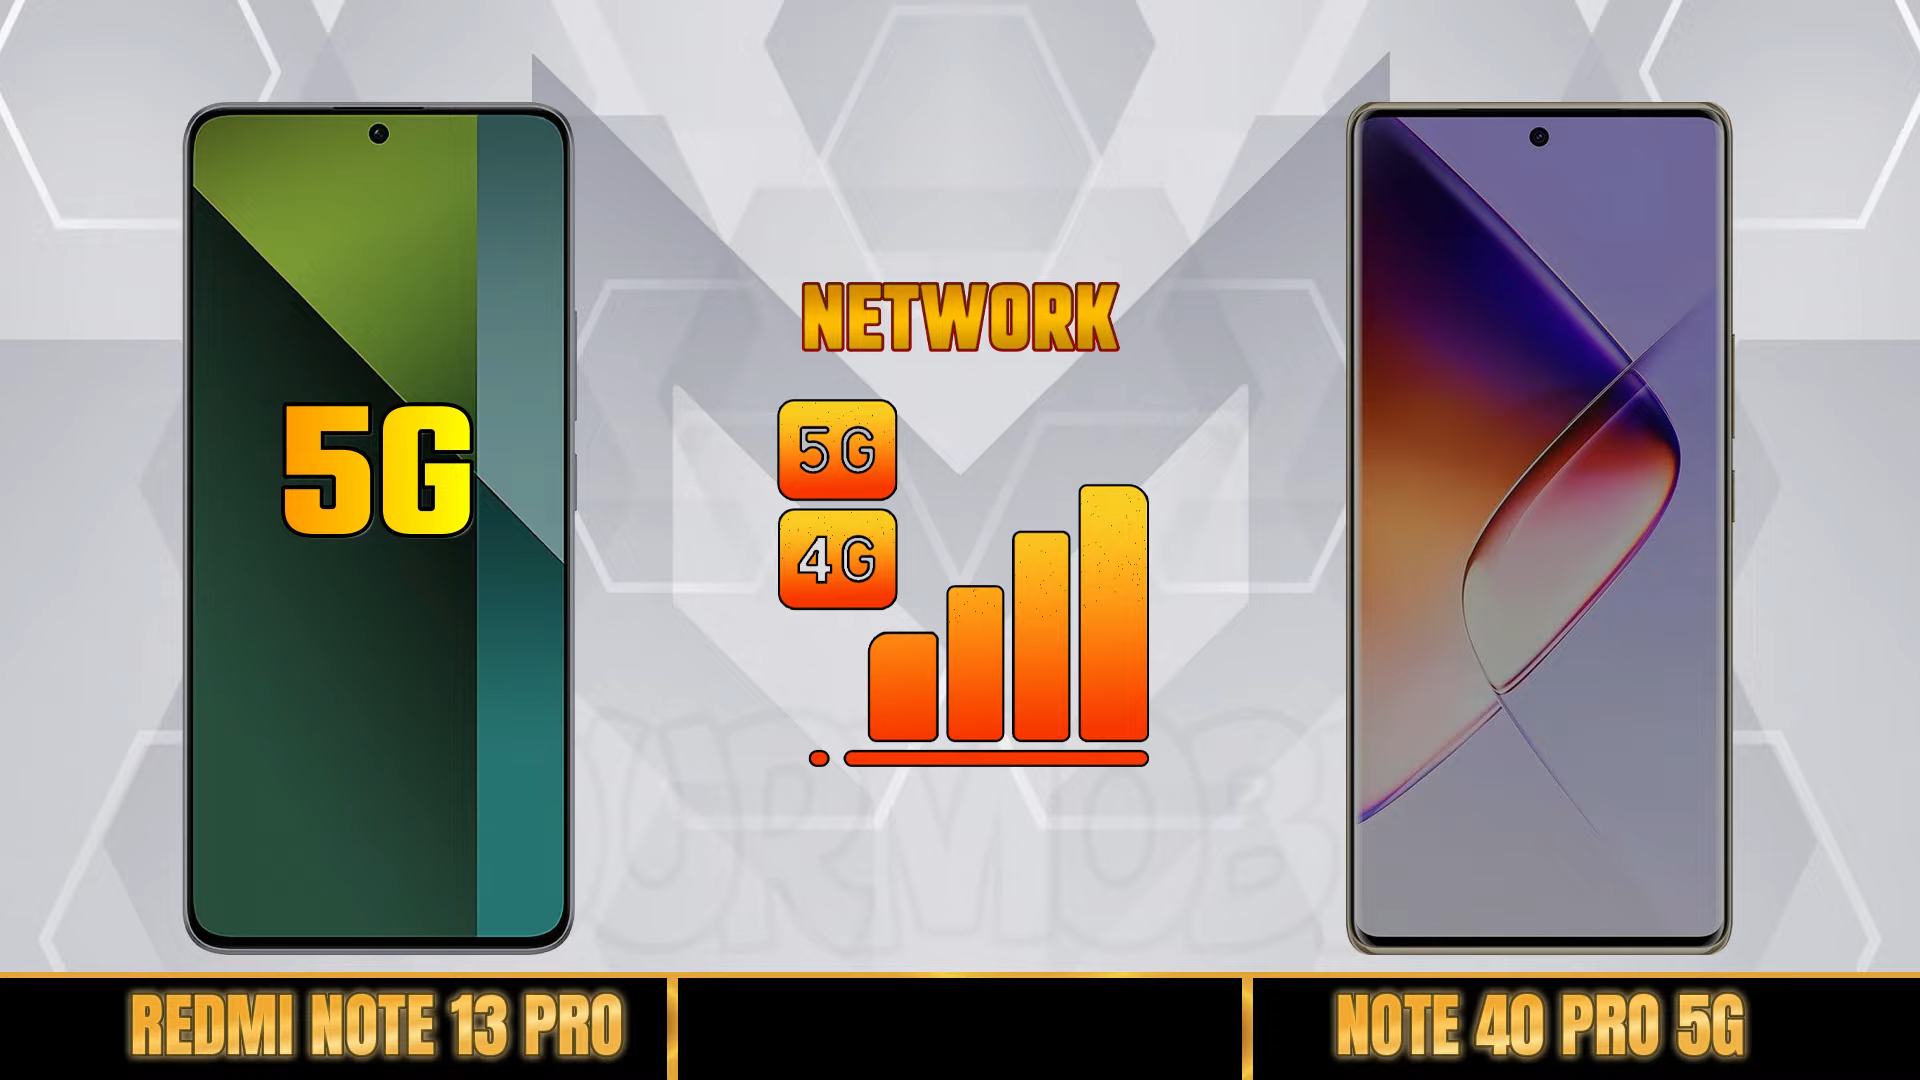 NETWORK
5G
5G
4G
REDMI NOTE 13 PRO
NOTE 40 PRO 5G